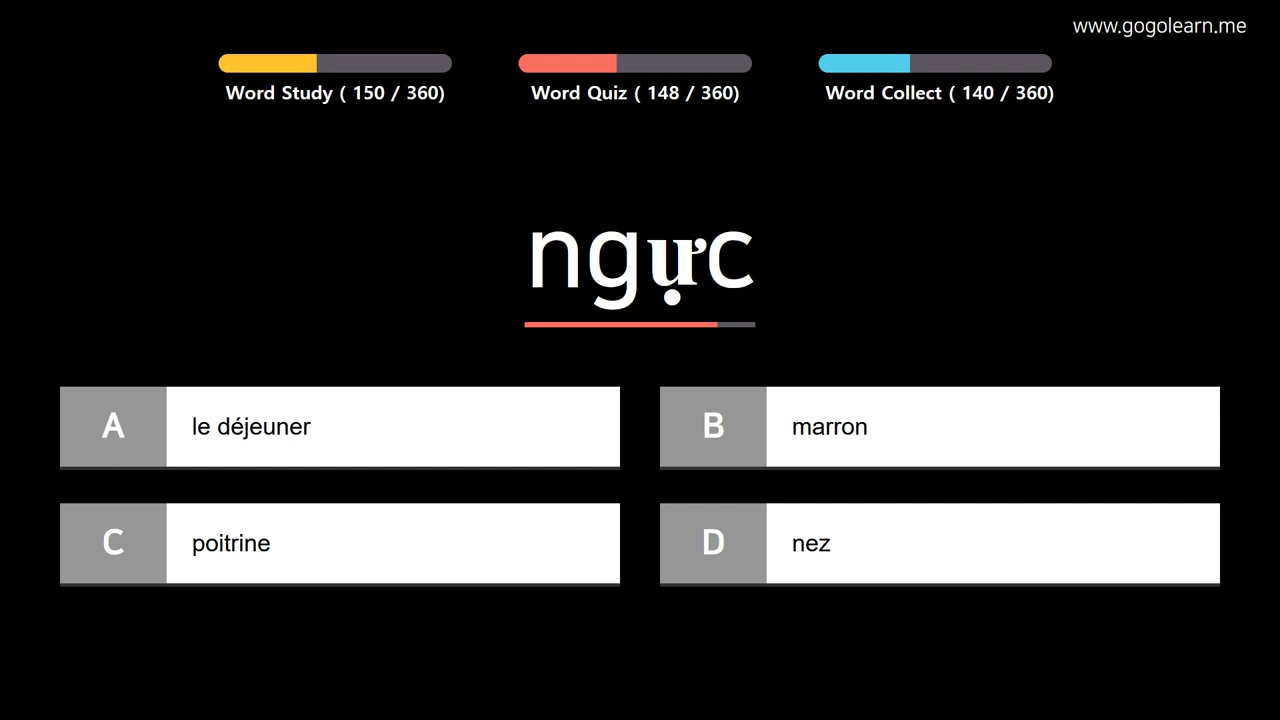 www.gogolearn.me
Word Study ( 150 / 360)
Word Quiz ( 148 / 360)
Word Collect ( 140 / 360)
ngực
A
le déjeuner
B
marron
C
poitrine
D
nez